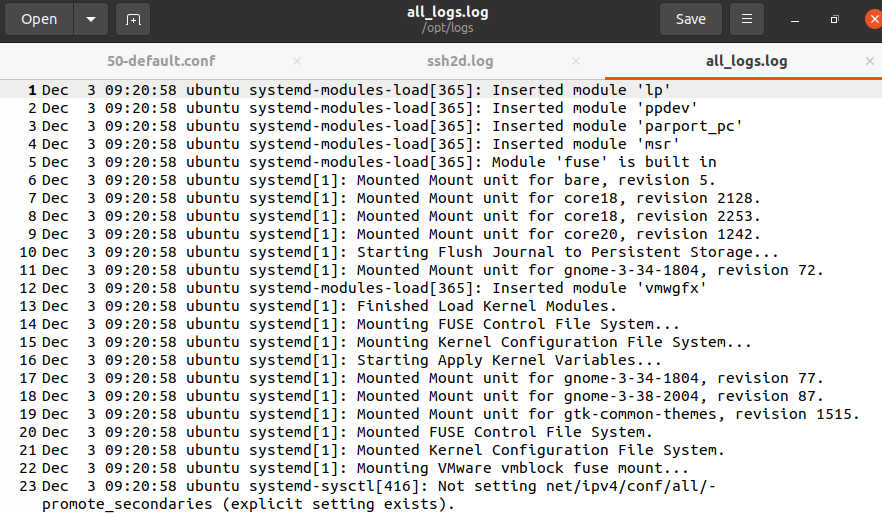 Open
all_logs.log
/opt/logs
Save
50-default.conf
ssh2d.log
all_logs.log
1 Dec  3 09:20:58 ubuntu systemd-modules-load[365]: Inserted module 'lp'
2 Dec  3 09:20:58 ubuntu systemd-modules-load[365]: Inserted module 'ppdev'
3 Dec  3 09:20:58 ubuntu systemd-modules-load[365]: Inserted module 'parport_pc'
4 Dec  3 09:20:58 ubuntu systemd-modules-load[365]: Inserted module 'msr'
5 Dec  3 09:20:58 ubuntu systemd-modules-load[365]: Module 'fuse' is built in
6 Dec  3 09:20:58 ubuntu systemd[1]: Mounted Mount unit for bare, revision 5.
7 Dec  3 09:20:58 ubuntu systemd[1]: Mounted Mount unit for core18, revision 2128.
8 Dec  3 09:20:58 ubuntu systemd[1]: Mounted Mount unit for core18, revision 2253.
9 Dec  3 09:20:58 ubuntu systemd[1]: Mounted Mount unit for core20, revision 1242.
10 Dec  3 09:20:58 ubuntu systemd[1]: Starting Flush Journal to Persistent Storage...
11 Dec  3 09:20:58 ubuntu systemd[1]: Mounted Mount unit for gnome-3-34-1804, revision 72.
12 Dec  3 09:20:58 ubuntu systemd-modules-load[365]: Inserted module 'vmwgfx'
13 Dec  3 09:20:58 ubuntu systemd[1]: Finished Load Kernel Modules.
14 Dec  3 09:20:58 ubuntu systemd[1]: Mounting FUSE Control File System...
15 Dec  3 09:20:58 ubuntu systemd[1]: Mounting Kernel Configuration File System...
16 Dec  3 09:20:58 ubuntu systemd[1]: Starting Apply Kernel Variables...
17 Dec  3 09:20:58 ubuntu systemd[1]: Mounted Mount unit for gnome-3-34-1804, revision 77.
18 Dec  3 09:20:58 ubuntu systemd[1]: Mounted Mount unit for gnome-3-38-2004, revision 87.
19 Dec  3 09:20:58 ubuntu systemd[1]: Mounted Mount unit for gtk-common-themes, revision 1515.
20 Dec  3 09:20:58 ubuntu systemd[1]: Mounted FUSE Control File System.
21 Dec  3 09:20:58 ubuntu systemd[1]: Mounted Kernel Configuration File System.
22 Dec  3 09:20:58 ubuntu systemd[1]: Mounting VMware vmblock fuse mount...
23 Dec  3 09:20:58 ubuntu systemd-sysctl[416]: Not setting net/ipv4/conf/all/-
promote_secondaries (explicit setting exists).